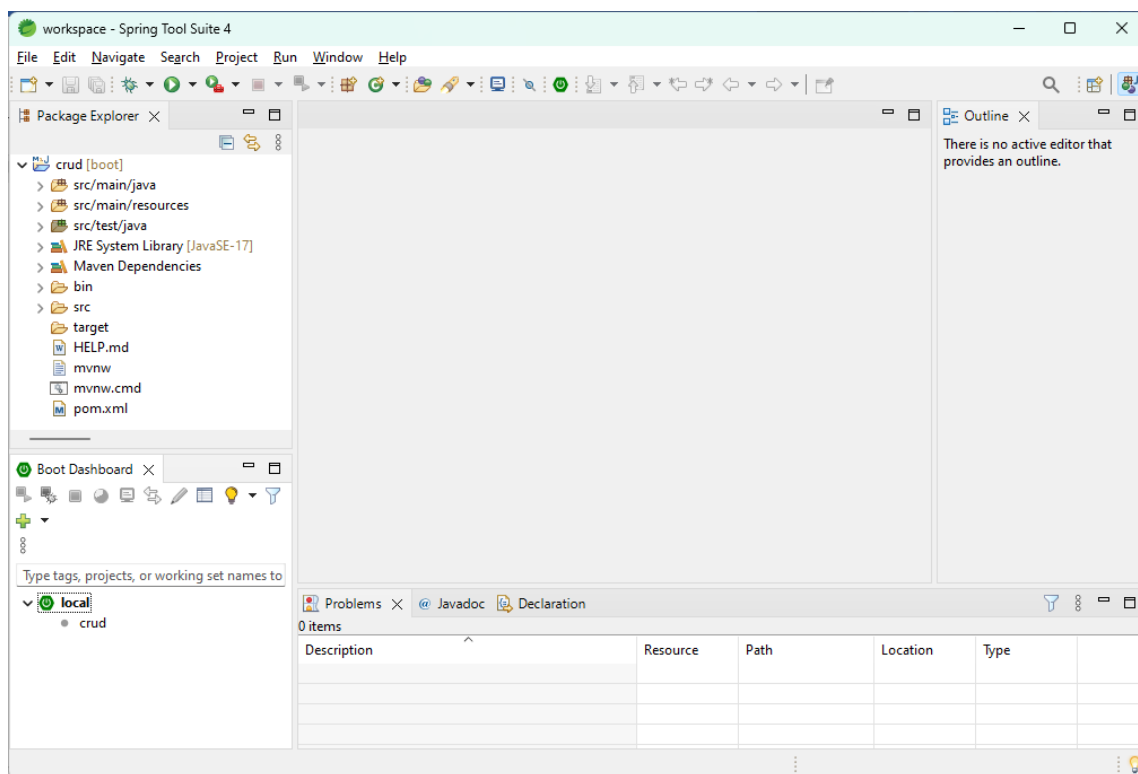 workspace - Spring Tool Suite 4
File Edit Navigate Search Project Run Window Help
Package Explorer
crud [boot]
src/main/java
src/main/resources
src/test/java
JRE System Library [JavaSE-17]
Maven Dependencies
bin
src
target
HELP.md
mvnw
mvnw.cmd
pom.xml
Outline
There is no active editor that
provides an outline.
Boot Dashboard
Type tags, projects, or working set names to
local
crud
Problems @ Javadoc Declaration
0 items
Description Resource Path Location Type